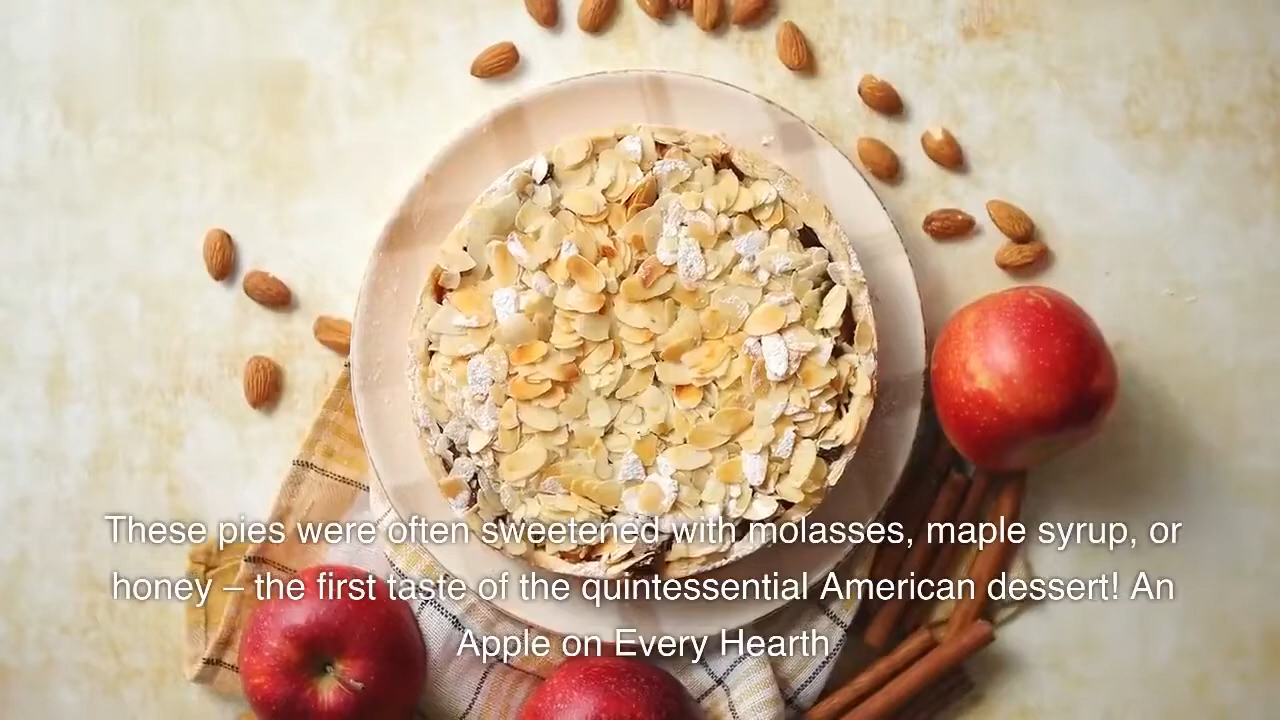 These pies were often sweetened with molasses, maple syrup, or
honey – the first taste of the quintessential American dessert! An
Apple on Every Hearth